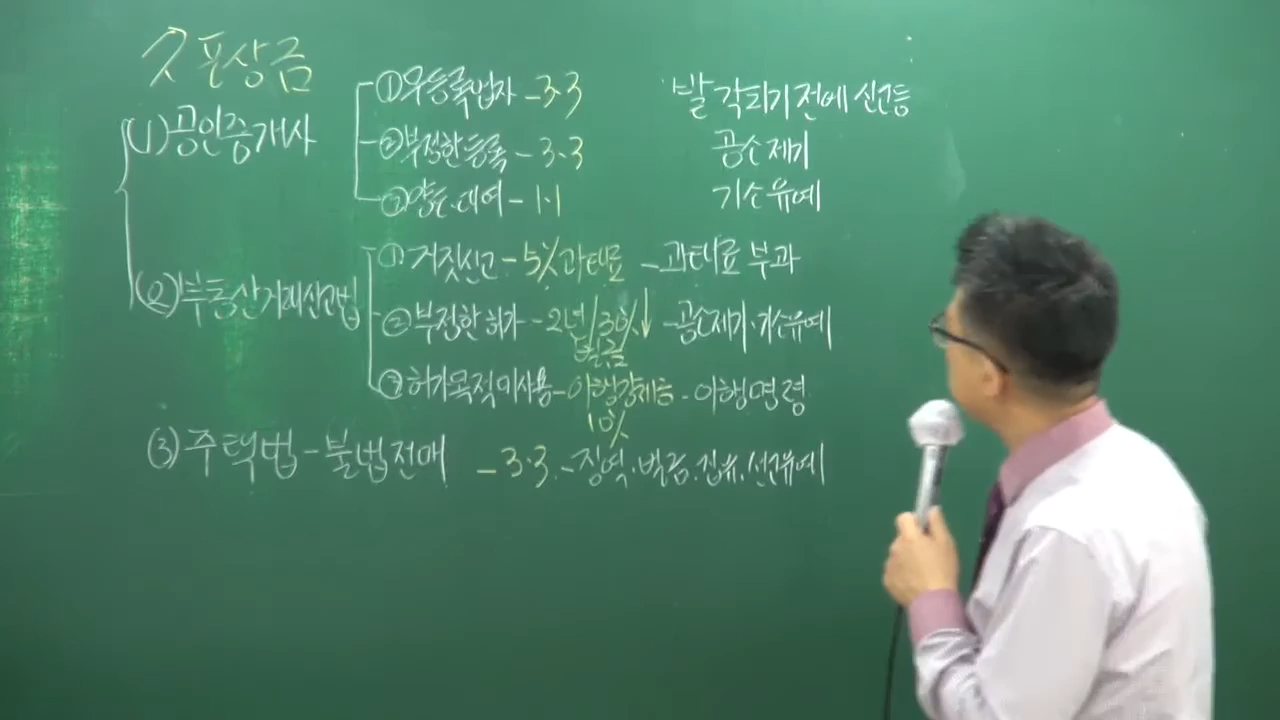 포상금
①무등록업자 - 3·3 발각되기전에 신고등
(1)공인중개사
②부정한등록 - 3·3 공소제기
③양도·대여 - 1·1 기소유예
①거짓신고 - 5% 과태료 - 과태료 부과
(2)부동산거래신고법
②부정한 허가 - 2년/30%↓ - 공소제기·기소유예
벌금
③허가목적미사용 - 이행강제금 - 이행명령
10%
(3)주택법 - 불법전매 - 3·3 - 징역·벌금·집유·선고유예